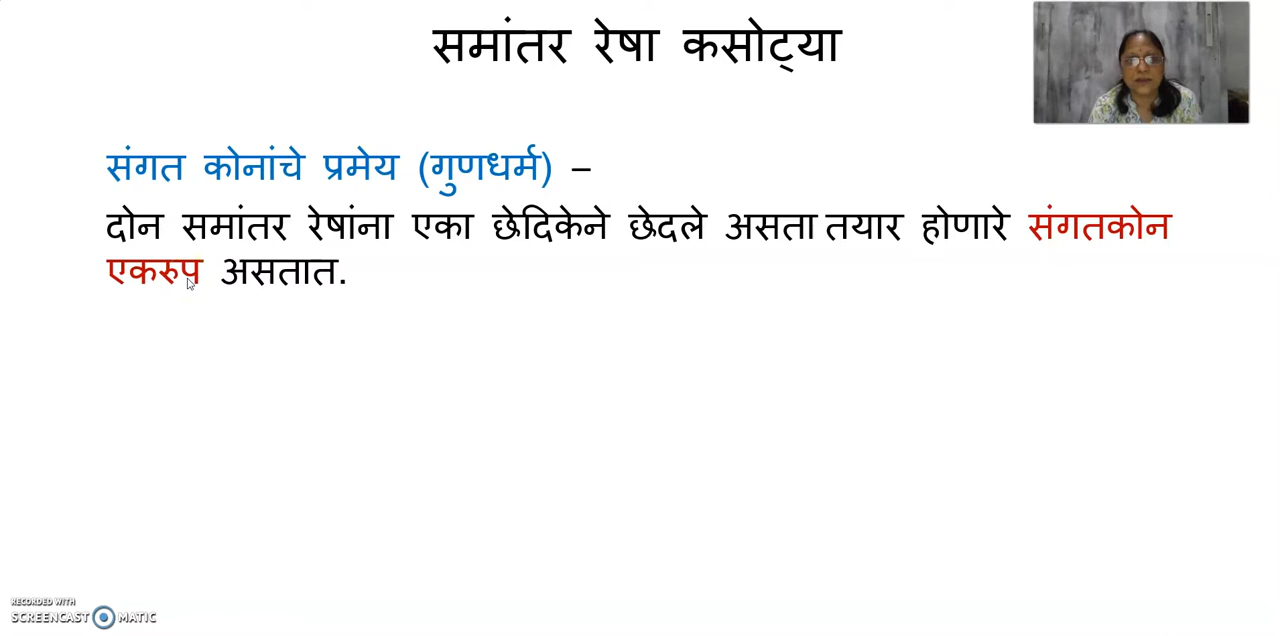 समांतर रेषा कसोट्या
संगत कोनांचे प्रमेय (गुणधर्म) –
दोन समांतर रेषांना एका छेदिकेने छेदले असता तयार होणारे संगतकोन
एकरुप असतात.
RECORDED WITH
SCREENCAST MATIC